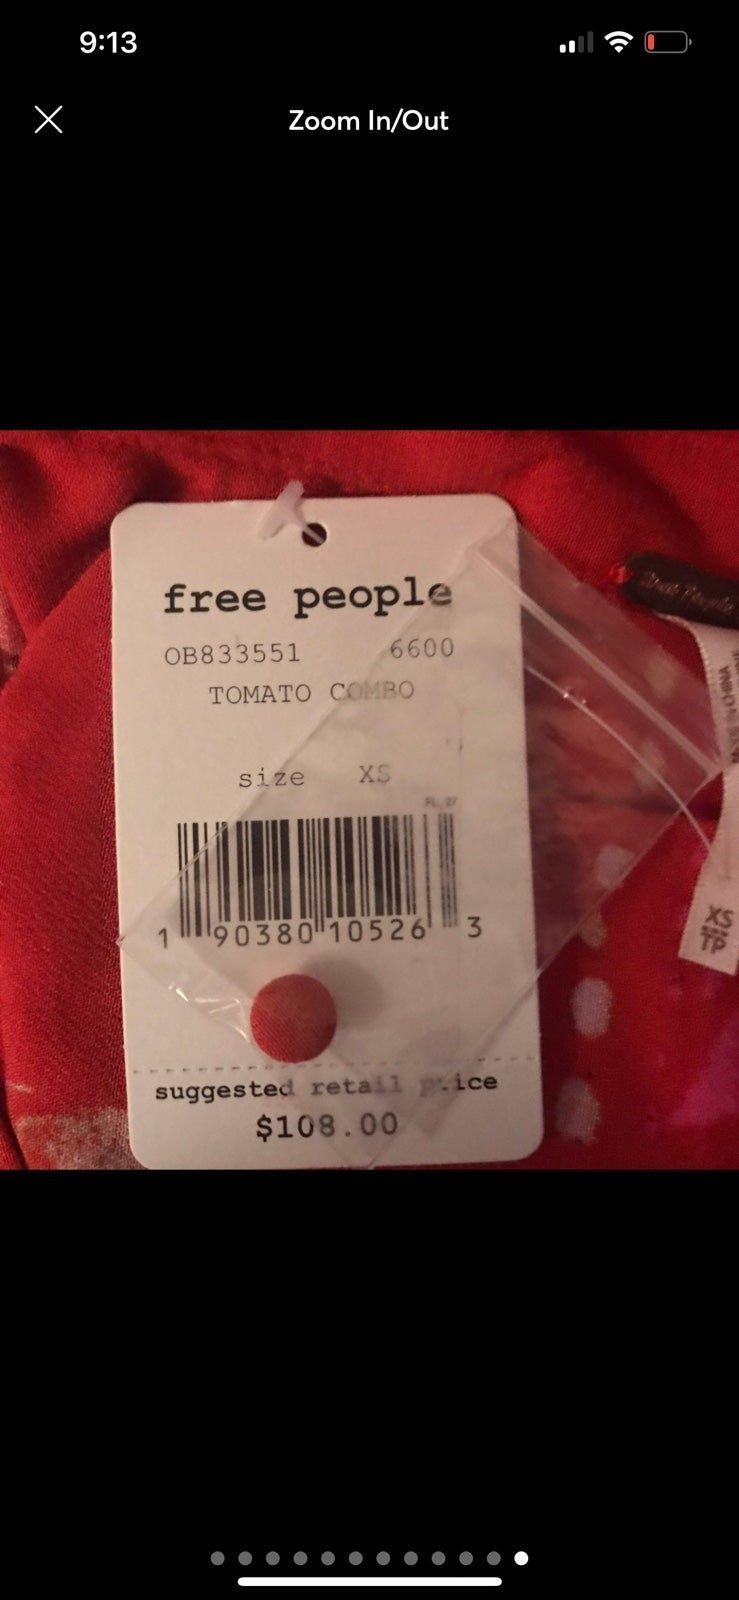 9:13
Zoom In/Out
free people
OB833551 6600
TOMATO COMBO
size XS
1 90380 10526 3
suggested retail price
$108.00
XS
TP